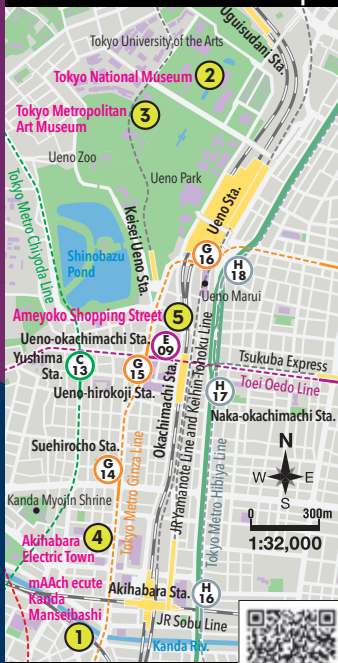 Uguisudani Sta.
Tokyo University of the Arts
Tokyo National Museum
2
Tokyo Metropolitan
Art Museum
3
Ueno Zoo
Ueno Park
Tokyo Metro Chiyoda Line
Keisei Ueno Sta.
Ueno Sta.
Shinobazu
Pond
G
16
H
18
Ueno Marui
Ameyoko Shopping Street
5
Ueno-okachimachi Sta.
E
09
Yushima
Sta.
C
13
G
15
Tsukuba Express
Toei Oedo Line
Ueno-hirokoji Sta.
Okachimachi Sta.
JR Yamanote Line and Keihin-Tohoku Line
H
17
Naka-okachimachi Sta.
Suehirocho Sta.
G
14
Tokyo Metro Ginza Line
Tokyo Metro Hibiya Line
N
W
E
S
Kanda Myojin Shrine
0
300m
1:32,000
4
Akihabara
Electric Town
mAAch ecute
Kanda
Manseibashi
1
Akihabara Sta.
H
16
JR Sobu Line
Kanda Riv.